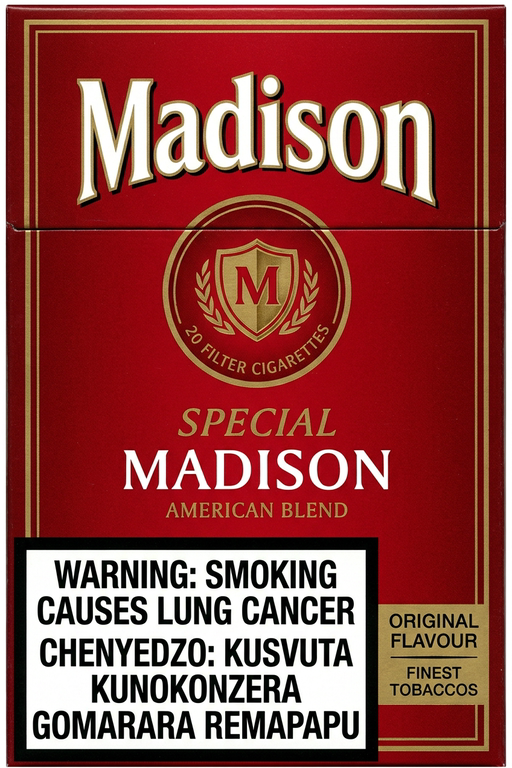 Madison
M
20 FILTER CIGARETTES
SPECIAL
MADISON
AMERICAN BLEND
WARNING: SMOKING
CAUSES LUNG CANCER
CHENYEDZO: KUSVUTA
KUNOKONZERA
GOMARARA REMAPAPU
ORIGINAL
FLAVOUR
FINEST
TOBACCOS